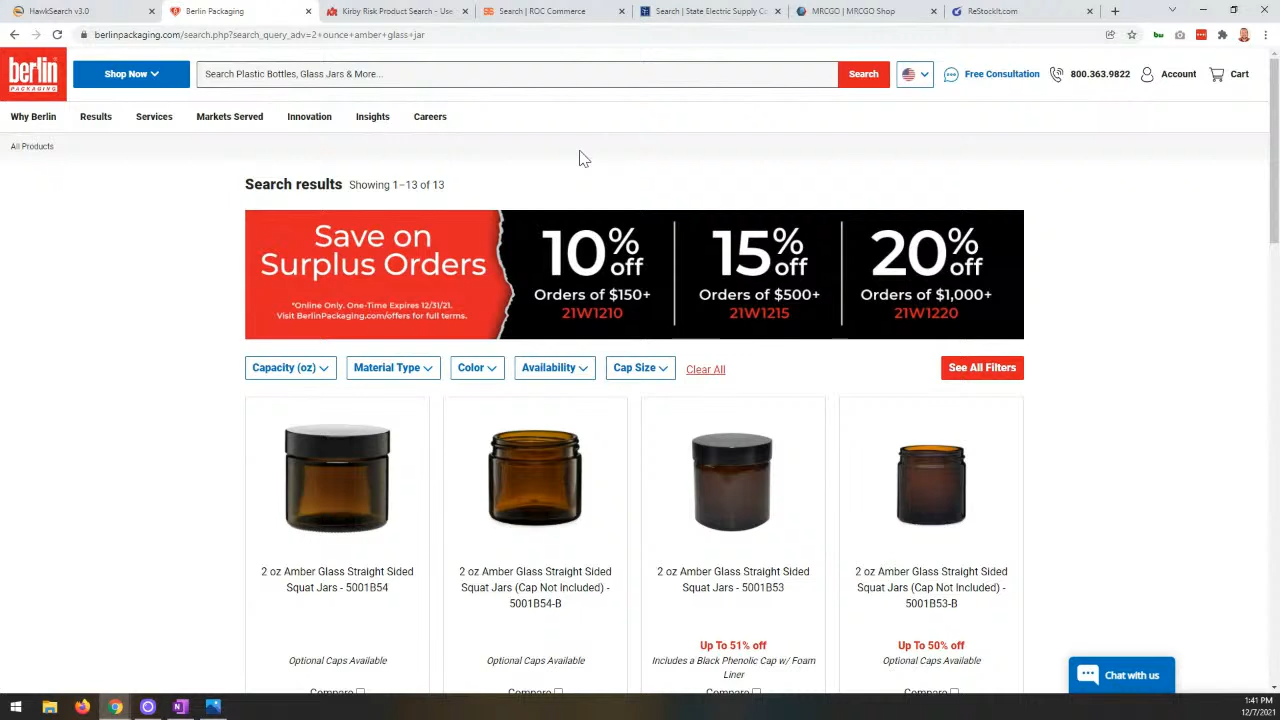 HawkSearch v3.0
Berlin Packaging
Kirby Risk Product Search - Use
Search | ROC Commerce
Search | State Electric Supply Co
MRCGO | MRCGO Shop
ReStockIt.com
berlinpackaging.com/search.php?search_query_adv=2+ounce+amber+glass+jar
berlin
PACKAGING
Shop Now
Search Plastic Bottles, Glass Jars & More...
Search
Free Consultation
800.363.9822
Account
Cart
Why Berlin
Results
Services
Markets Served
Innovation
Insights
Careers
All Products
Search results Showing 1–13 of 13
Save on
Surplus Orders
*Online Only. One-Time Expires 12/31/21.
Visit BerlinPackaging.com/offers for full terms.
10% off
Orders of $150+
21W1210
15% off
Orders of $500+
21W1215
20% off
Orders of $1,000+
21W1220
Capacity (oz)
Material Type
Color
Availability
Cap Size
Clear All
See All Filters
2 oz Amber Glass Straight Sided
Squat Jars - 5001B54
Optional Caps Available
Compare
2 oz Amber Glass Straight Sided
Squat Jars (Cap Not Included) -
5001B54-B
Optional Caps Available
Compare
2 oz Amber Glass Straight Sided
Squat Jars - 5001B53
Up To 51% off
Includes a Black Phenolic Cap w/ Foam
Liner
Compare
2 oz Amber Glass Straight Sided
Squat Jars (Cap Not Included) -
5001B53-B
Up To 50% off
Optional Caps Available
Compare
Chat with us
1:41 PM
12/7/2021